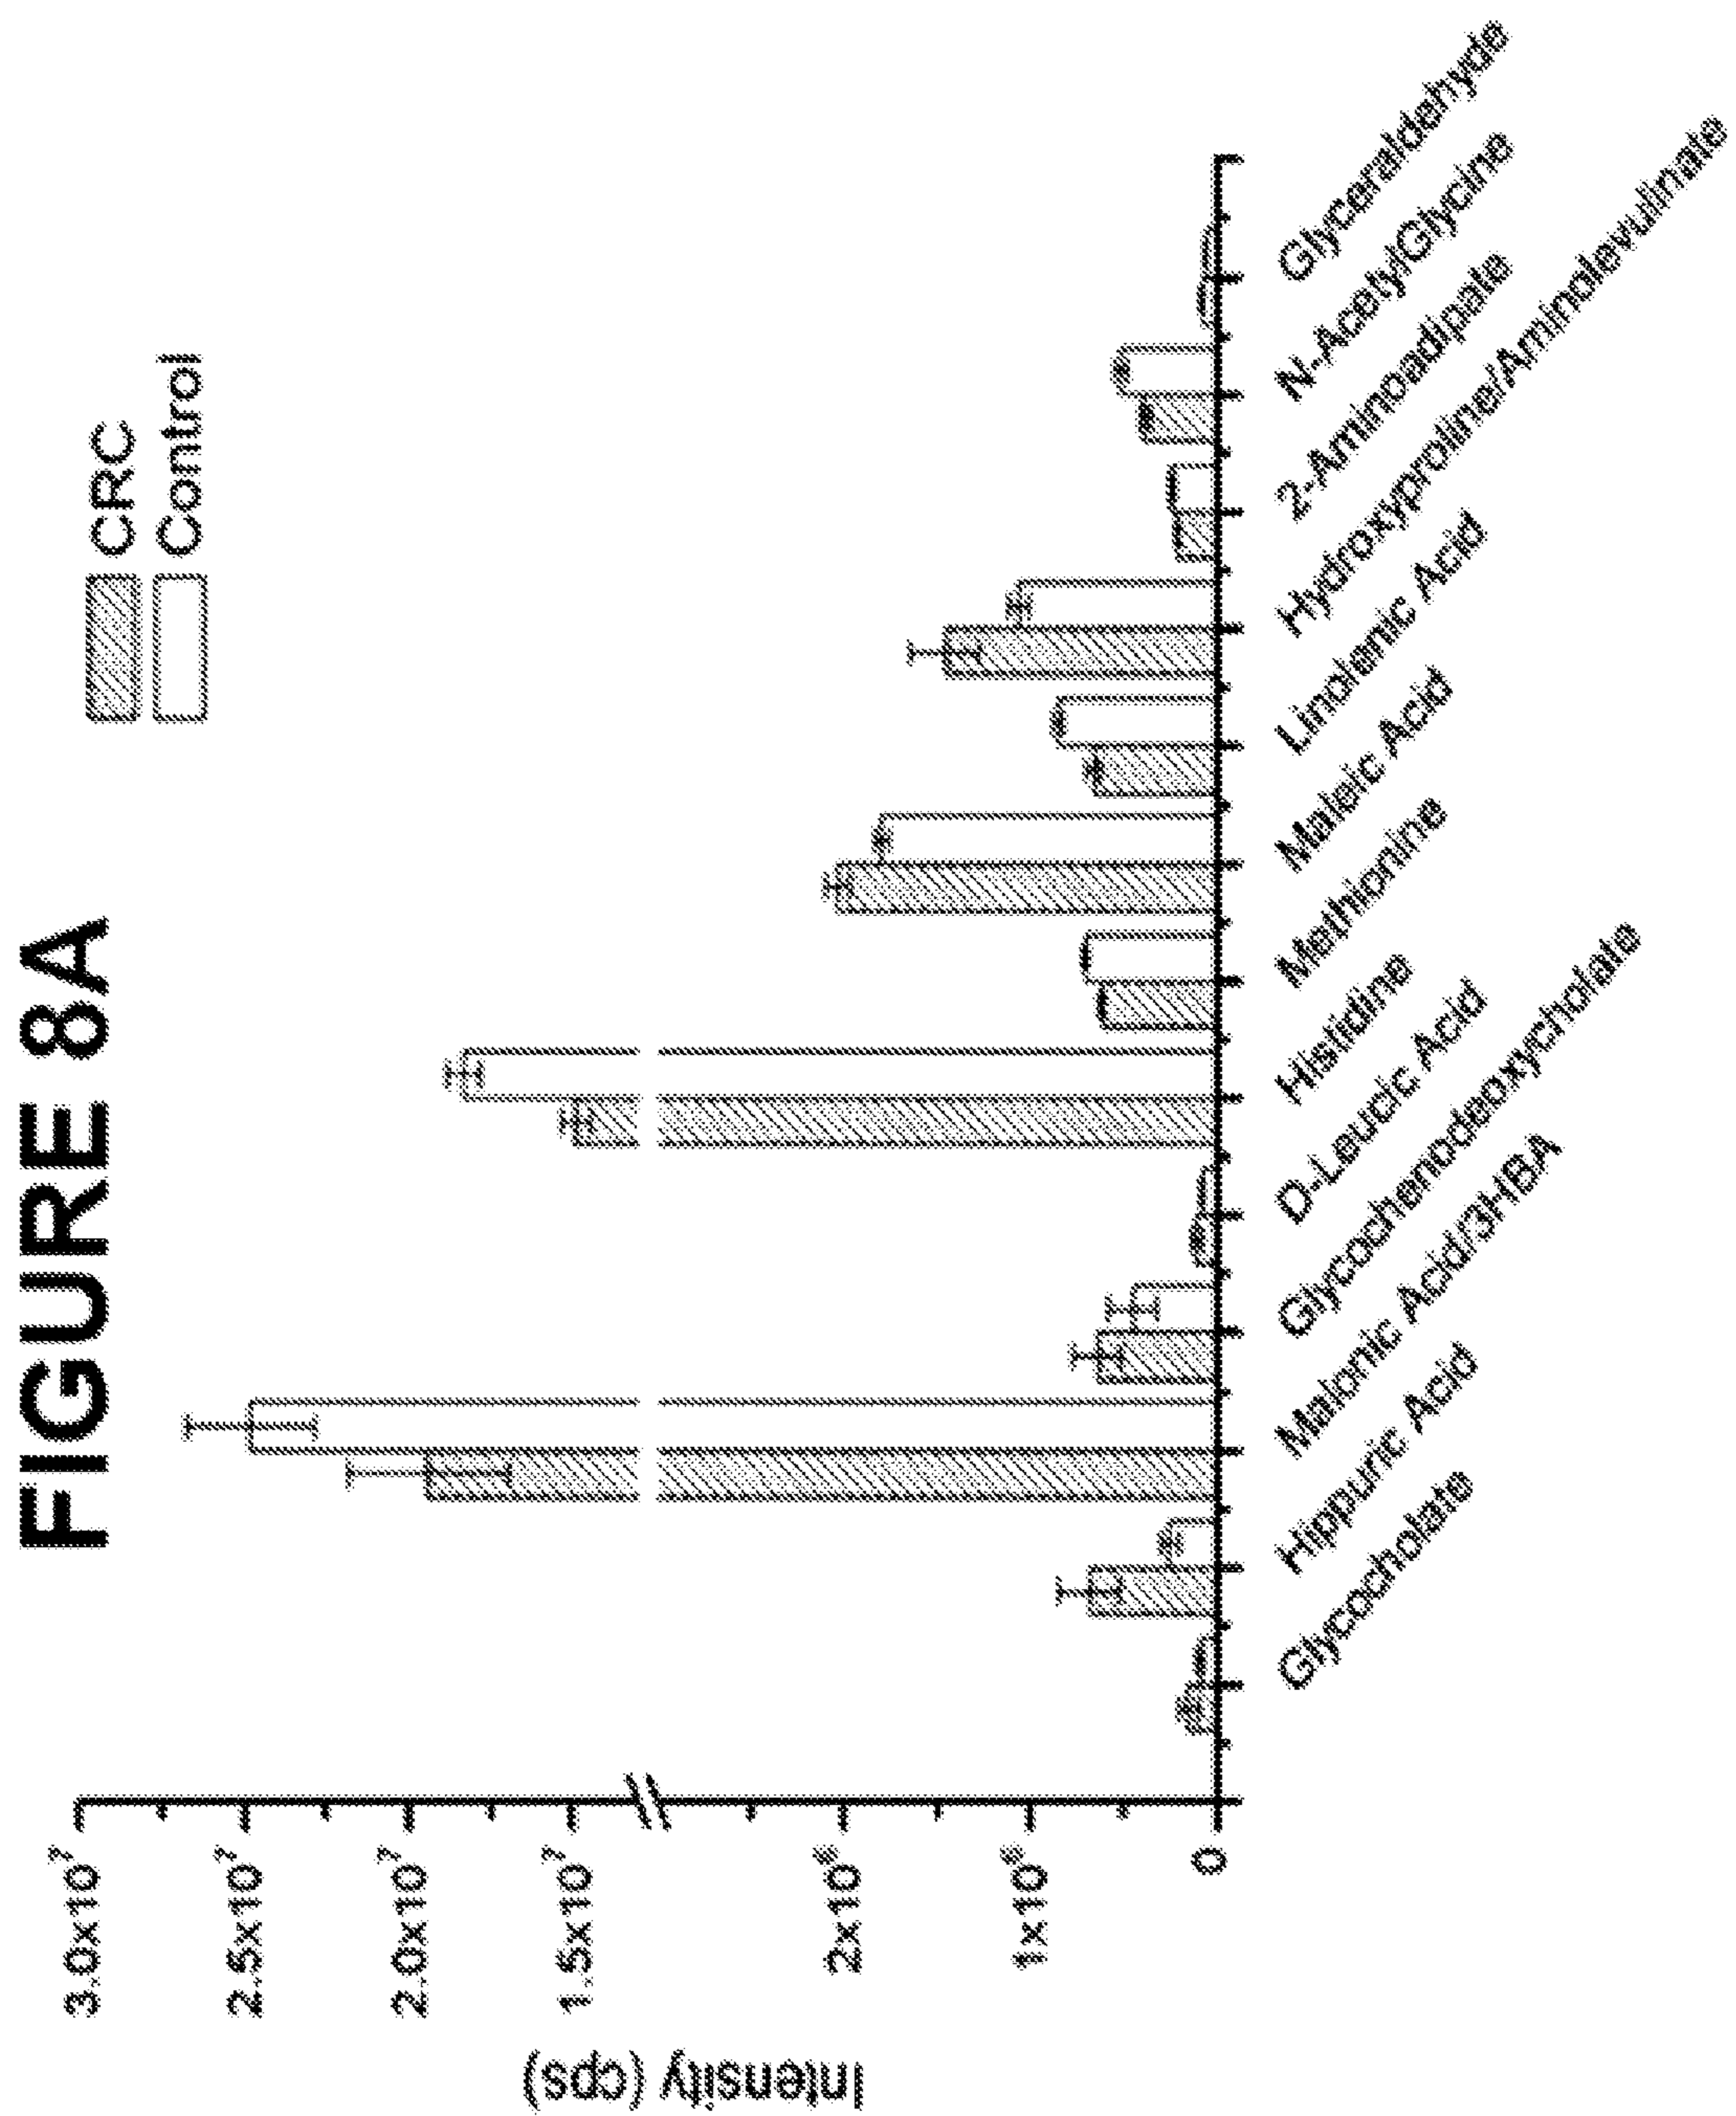 FIGURE 8A
CRC
Control
Intensity (cps)
3.0x10⁷
2.5x10⁷
2.0x10⁷
1.5x10⁷
2x10⁶
1x10⁶
0
Glycocholate
Hippuric Acid
Malonic Acid/3HBA
Glycochenodeoxycholate
D-Leucic Acid
Histidine
Methionine
Maleic Acid
Linolenic Acid
Hydroxyproline/Aminolevulinate
2-Aminoadipate
N-AcetylGlycine
Glyceraldehyde